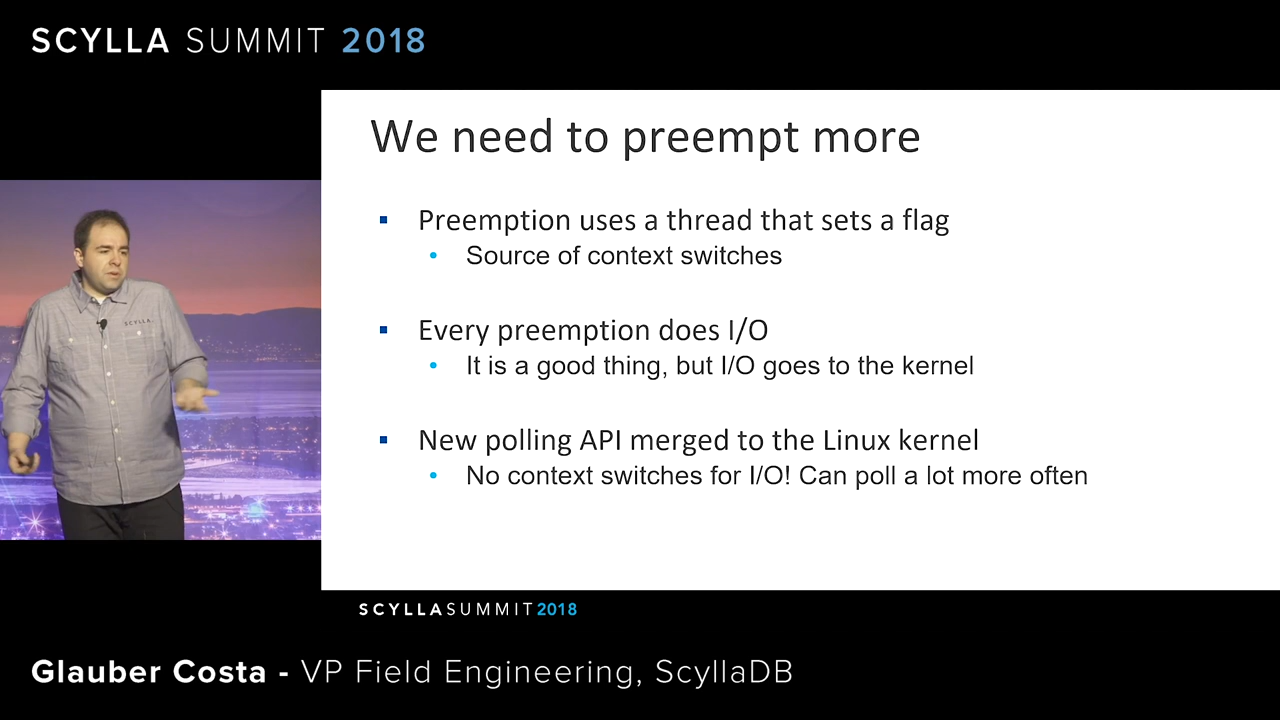 SCYLLA SUMMIT 2018
We need to preempt more
▪ Preemption uses a thread that sets a flag
• Source of context switches
▪ Every preemption does I/O
• It is a good thing, but I/O goes to the kernel
▪ New polling API merged to the Linux kernel
• No context switches for I/O! Can poll a lot more often
SCYLLA
SCYLLASUMMIT2018
Glauber Costa - VP Field Engineering, ScyllaDB